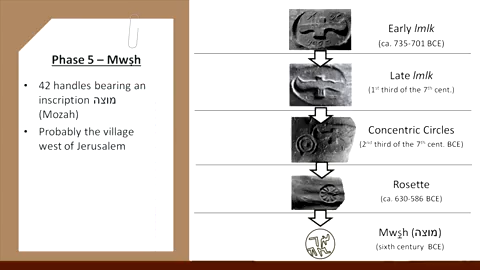 Phase 5 – Mwṣh
• 42 handles bearing an
inscription מוצה
(Mozah)
• Probably the village
west of Jerusalem
Early lmlk
(ca. 735-701 BCE)
Late lmlk
(1st third of the 7th cent.)
Concentric Circles
(2nd third of the 7th cent. BCE)
Rosette
(ca. 630-586 BCE)
Mwṣh (מוצה)
(sixth century BCE)